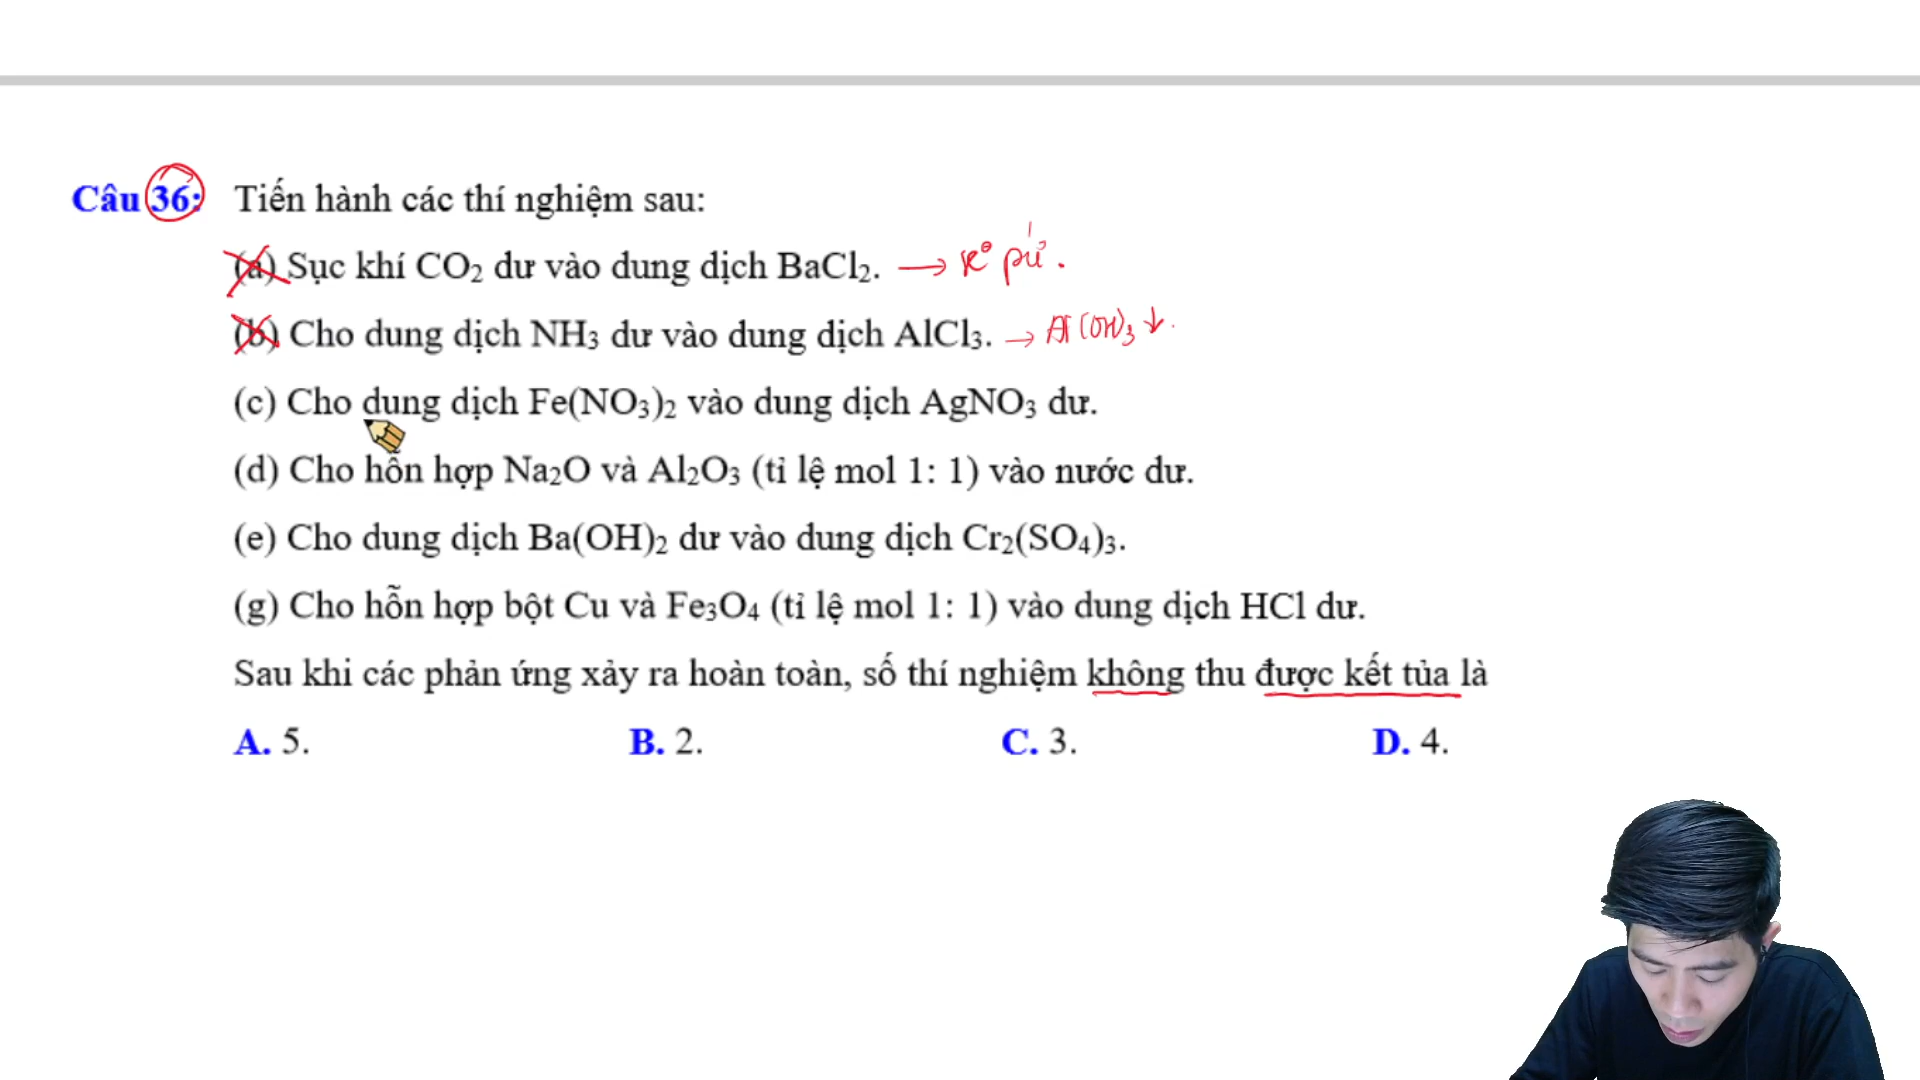 Câu 36: Tiến hành các thí nghiệm sau:
(a) Sục khí CO₂ dư vào dung dịch BaCl₂. → K⁰ pứ.
(b) Cho dung dịch NH₃ dư vào dung dịch AlCl₃. → Al(OH)₃ ↓.
(c) Cho dung dịch Fe(NO₃)₂ vào dung dịch AgNO₃ dư.
(d) Cho hỗn hợp Na₂O và Al₂O₃ (tỉ lệ mol 1: 1) vào nước dư.
(e) Cho dung dịch Ba(OH)₂ dư vào dung dịch Cr₂(SO₄)₃.
(g) Cho hỗn hợp bột Cu và Fe₃O₄ (tỉ lệ mol 1: 1) vào dung dịch HCl dư.
Sau khi các phản ứng xảy ra hoàn toàn, số thí nghiệm không thu được kết tủa là
A. 5. B. 2. C. 3. D. 4.